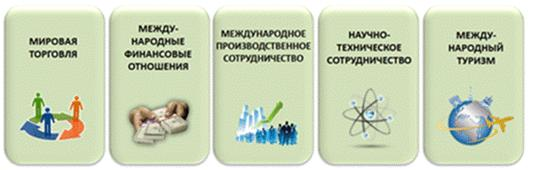 МИРОВАЯ
ТОРГОВЛЯ
МЕЖДУ-
НАРОДНЫЕ
ФИНАНСОВЫЕ
ОТНОШЕНИЯ
МЕЖДУНАРОДНОЕ
ПРОИЗВОДСТВЕННОЕ
СОТРУДНИЧЕСТВО
НАУЧНО-
ТЕХНИЧЕСКОЕ
СОТРУДНИЧЕСТВО
МЕЖДУ-
НАРОДНЫЙ
ТУРИЗМ